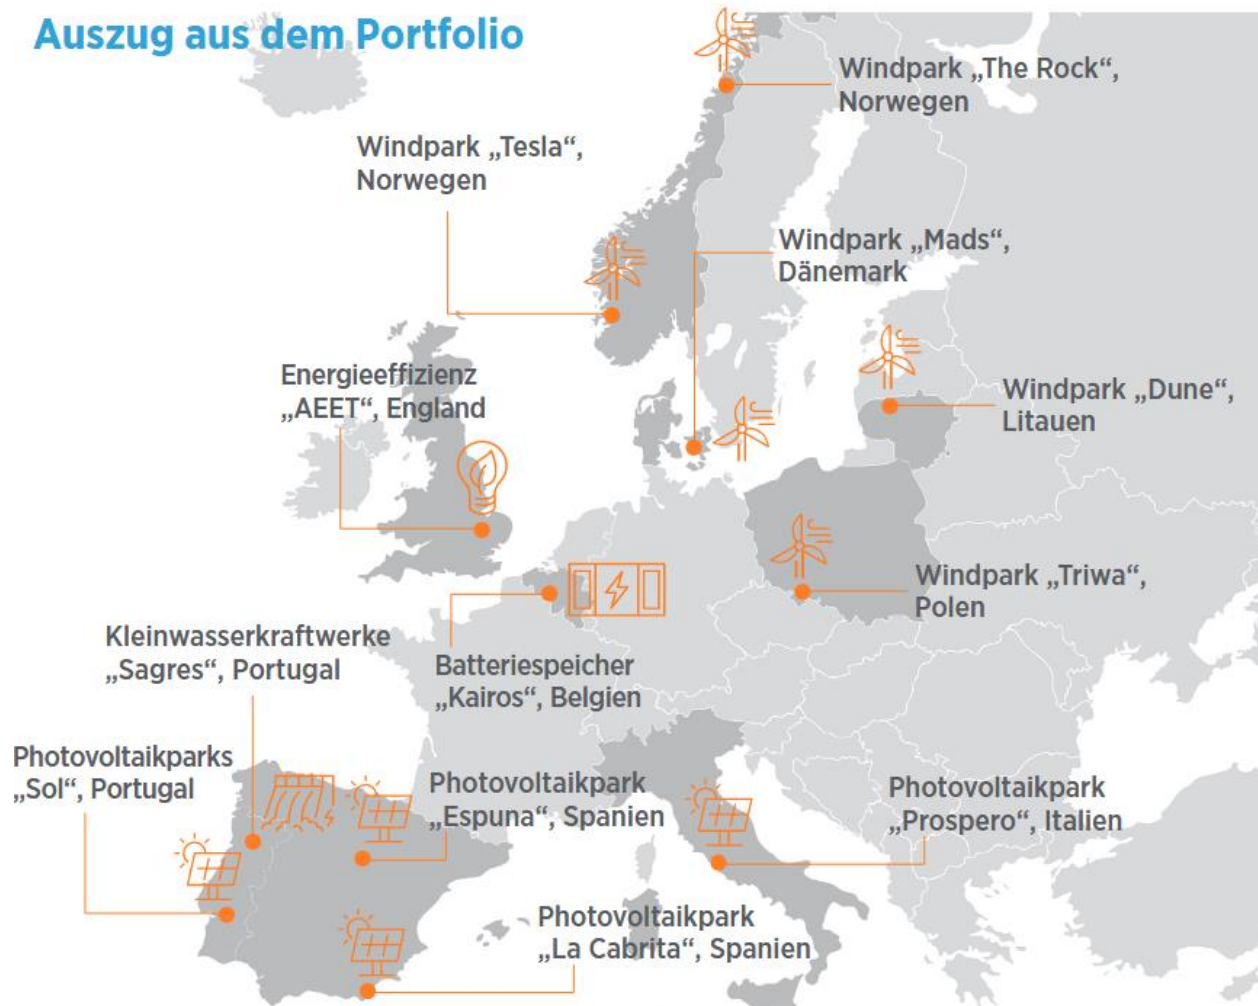 Auszug aus dem Portfolio
Windpark „The Rock“,
Norwegen
Windpark „Tesla“,
Norwegen
Windpark „Mads“,
Dänemark
Energieeffizienz
„AEET“, England
Windpark „Dune“,
Litauen
Windpark „Triwa“,
Polen
Kleinwasserkraftwerke
„Sagres“, Portugal
Batteriespeicher
„Kairos“, Belgien
Photovoltaikparks
„Sol“, Portugal
Photovoltaikpark
„Espuna“, Spanien
Photovoltaikpark
„Prospero“, Italien
Photovoltaikpark
„La Cabrita“, Spanien